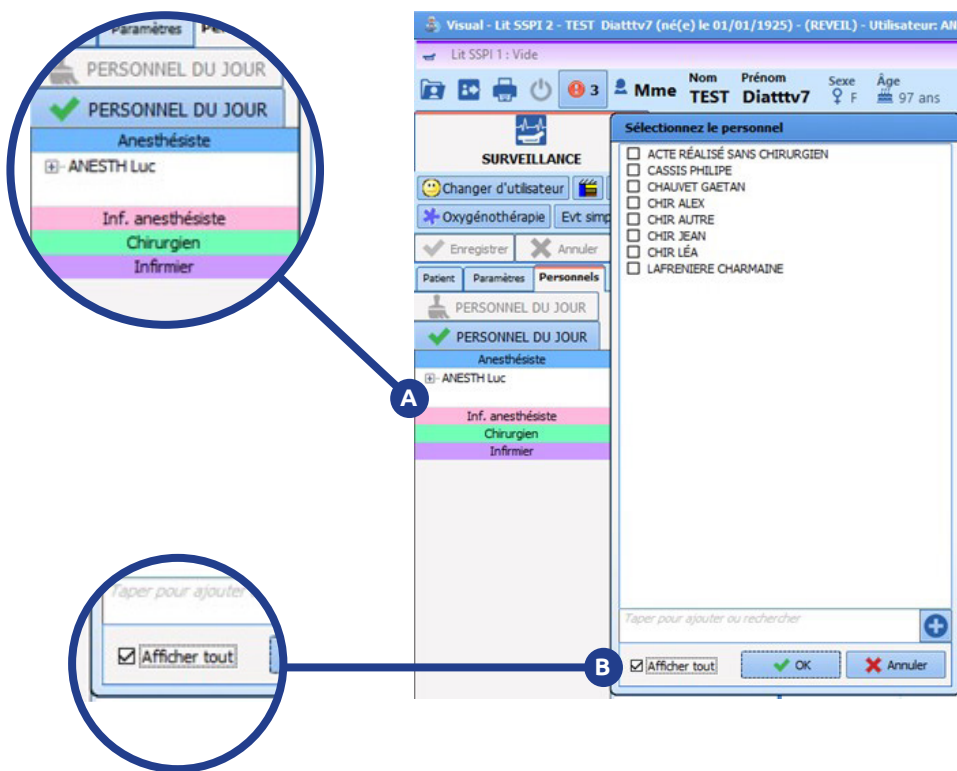 Paramètres
PERSONNEL DU JOUR
PERSONNEL DU JOUR
Anesthésiste
ANESTH Luc
Inf. anesthésiste
Chirurgien
Infirmier
A
Taper pour ajouter
Afficher tout
Visual - Lit SSPI 2 - TEST Diatttv7 (né(e) le 01/01/1925) - (REVEIL) - Utilisateur: AN
Lit SSPI 1 : Vide
3 Mme Nom TEST Prénom Diatttv7 Sexe F Âge 97 ans
SURVEILLANCE
Changer d'utilisateur
Oxygénothérapie Evt simp
Enregistrer Annuler
Patient Paramètres Personnels
PERSONNEL DU JOUR
PERSONNEL DU JOUR
Anesthésiste
ANESTH Luc
Inf. anesthésiste
Chirurgien
Infirmier
Sélectionnez le personnel
ACTE RÉALISÉ SANS CHIRURGIEN
CASSIS PHILIPE
CHAUVET GAETAN
CHIR ALEX
CHIR AUTRE
CHIR JEAN
CHIR LÉA
LAFRENIERE CHARMAINE
Taper pour ajouter ou rechercher
B
Afficher tout OK Annuler